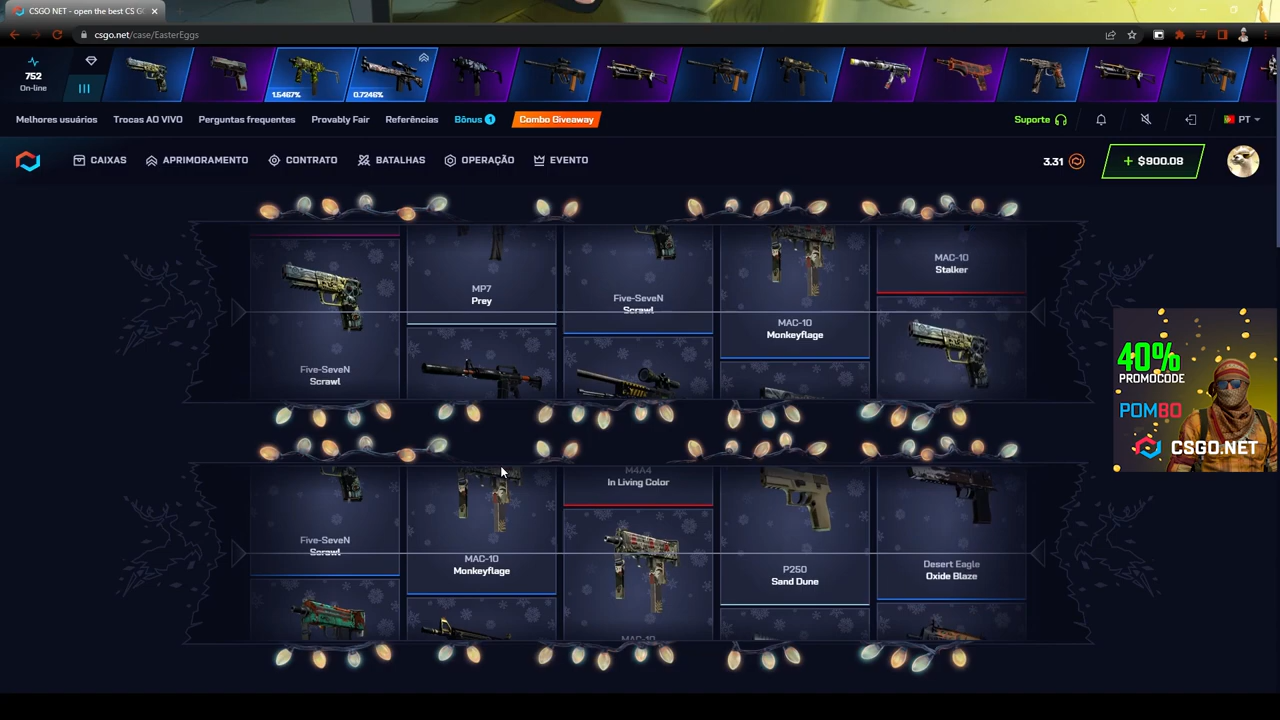 CSGO NET - open the best CS G
csgo.net/case/EasterEggs
752
On-line
1.5467%
0.7246%
Melhores usuários
Trocas AO VIVO
Perguntas frequentes
Provably Fair
Referências
Bônus 1
Combo Giveaway
Suporte
PT
CAIXAS
APRIMORAMENTO
CONTRATO
BATALHAS
OPERAÇÃO
EVENTO
3.31
+ $900.08
Five-SeveN
Scrawl
MP7
Prey
Five-SeveN
Scrawl
MAC-10
Monkeyflage
MAC-10
Stalker
40%
PROMOCODE
POM80
CSGO.NET
Five-SeveN
Scrawl
MAC-10
Monkeyflage
M4A4
In Living Color
MAC-10
P250
Sand Dune
Desert Eagle
Oxide Blaze